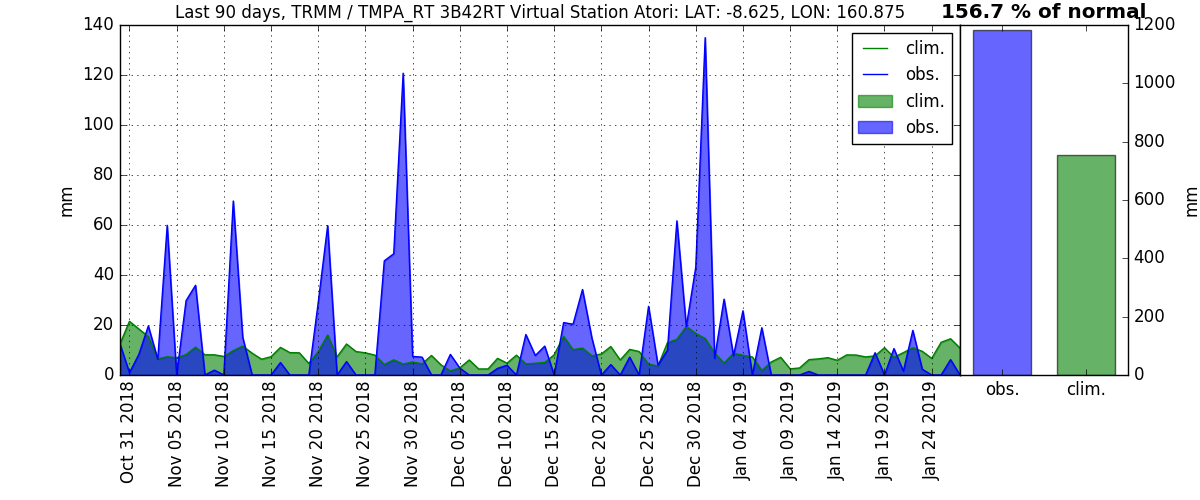 Last 90 days, TRMM / TMPA_RT 3B42RT Virtual Station Atori: LAT: -8.625, LON: 160.875
156.7 % of normal
mm
140
120
100
80
60
40
20
0
clim.
obs.
clim.
obs.
1200
1000
800
600
400
200
0
mm
Oct 31 2018
Nov 05 2018
Nov 10 2018
Nov 15 2018
Nov 20 2018
Nov 25 2018
Nov 30 2018
Dec 05 2018
Dec 10 2018
Dec 15 2018
Dec 20 2018
Dec 25 2018
Dec 30 2018
Jan 04 2019
Jan 09 2019
Jan 14 2019
Jan 19 2019
Jan 24 2019
obs.
clim.